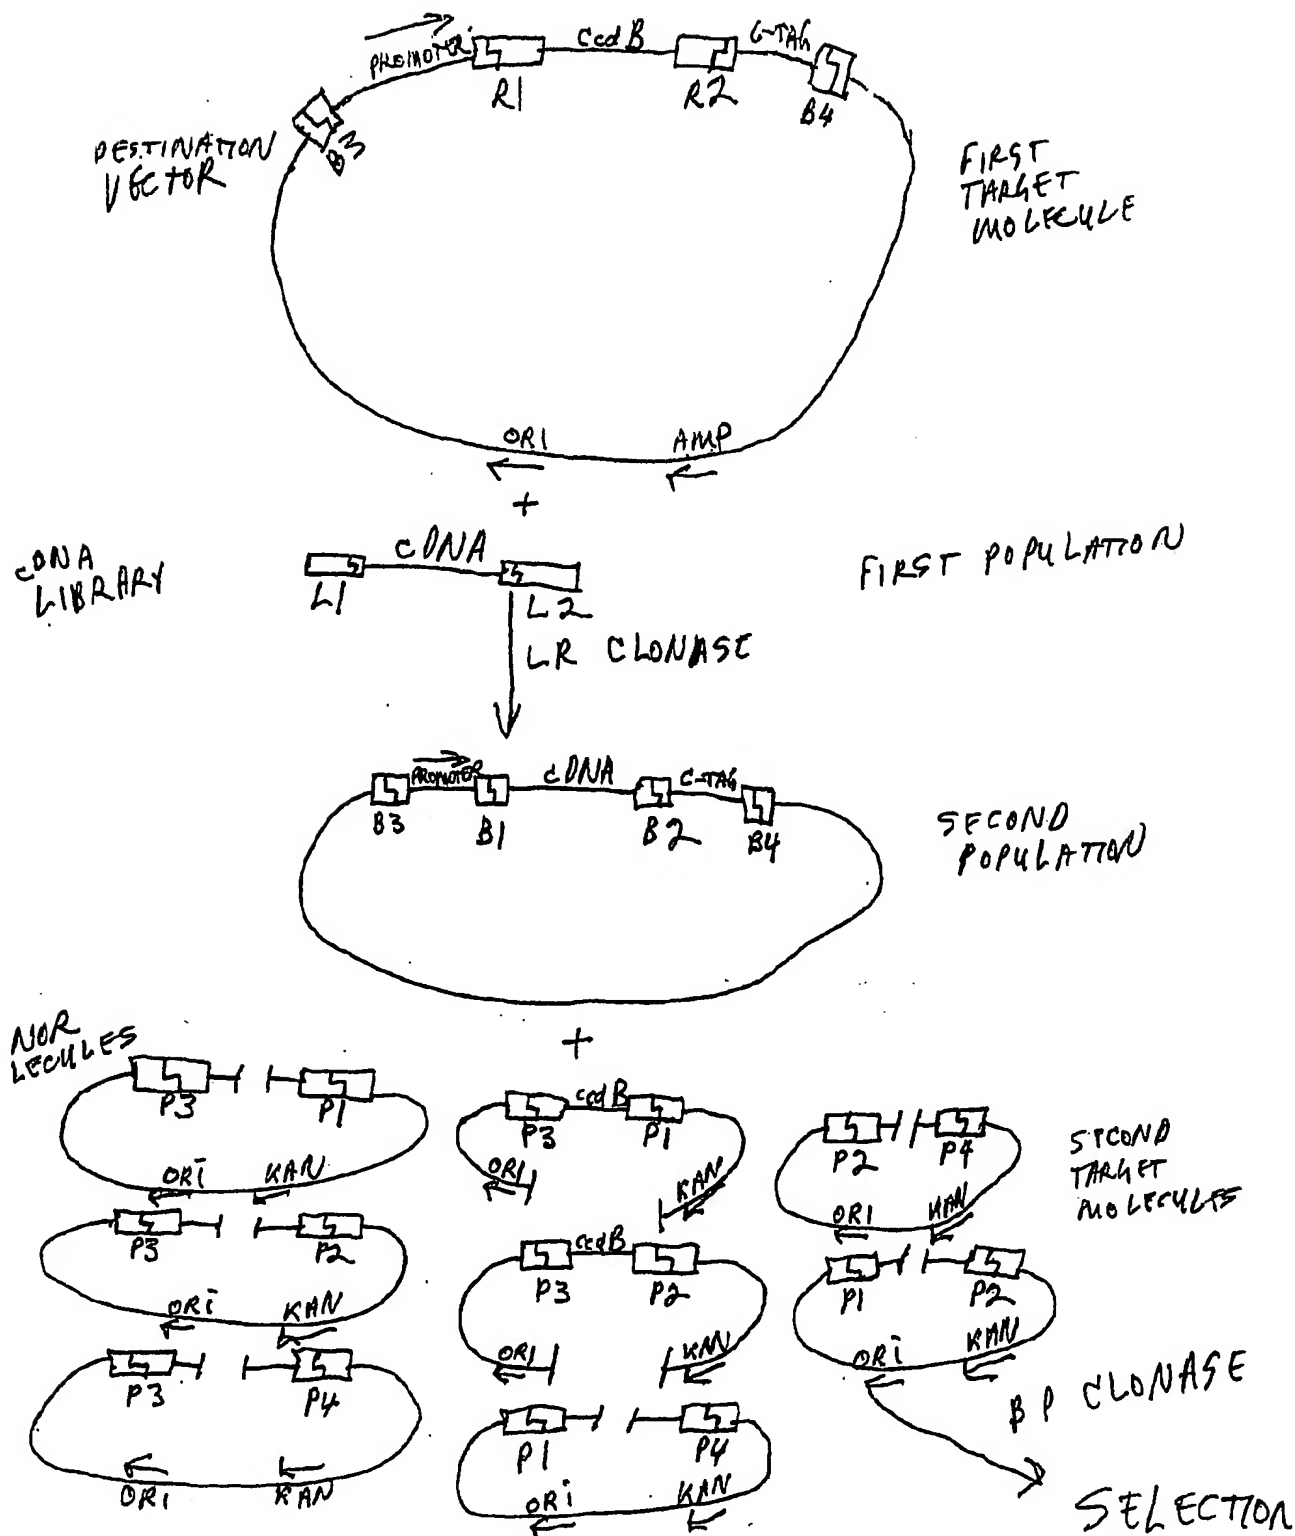 PROMOTER
CcdB
C-TAG
R1
R2
B4
B3
DESTINATION
VECTOR
FIRST
TARGET
MOLECULE
ORI
AMP
+
cDNA
LIBRARY
cDNA
L1
L2
FIRST POPULATION
LR CLONASE
PROMOTER
cDNA
C-TAG
B3
B1
B2
B4
SECOND
POPULATION
+
NOR
LECULES
P3
P1
ORI
KAN
ccdB
P3
P1
ORI
KAN
P2
P4
ORI
KAN
SECOND
TARGET
MOLECULES
P3
P2
ORI
KAN
ccdB
P3
P2
ORI
KAN
P1
P2
ORI
KAN
P3
P4
ORI
KAN
P1
P4
ORI
KAN
BP CLONASE
SELECTION